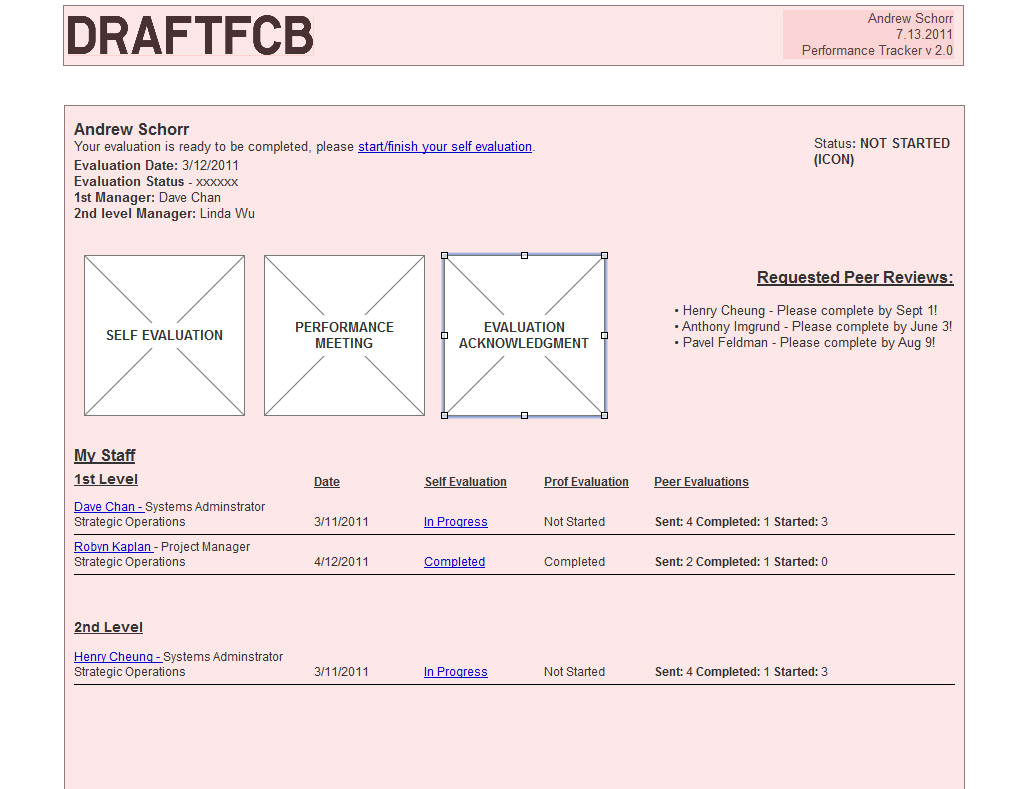 DRAFTFCB
Andrew Schorr
7.13.2011
Performance Tracker v 2.0
Andrew Schorr
Your evaluation is ready to be completed, please start/finish your self evaluation.
Evaluation Date: 3/12/2011
Evaluation Status - xxxxxx
1st Manager: Dave Chan
2nd level Manager: Linda Wu
Status: NOT STARTED
(ICON)
SELF EVALUATION
PERFORMANCE
MEETING
EVALUATION
ACKNOWLEDGMENT
Requested Peer Reviews:
• Henry Cheung - Please complete by Sept 1!
• Anthony Imgrund - Please complete by June 3!
• Pavel Feldman - Please complete by Aug 9!
My Staff
1st Level Date Self Evaluation Prof Evaluation Peer Evaluations
Dave Chan - Systems Adminstrator
Strategic Operations 3/11/2011 In Progress Not Started Sent: 4 Completed: 1 Started: 3
Robyn Kaplan - Project Manager
Strategic Operations 4/12/2011 Completed Completed Sent: 2 Completed: 1 Started: 0
2nd Level
Henry Cheung - Systems Adminstrator
Strategic Operations 3/11/2011 In Progress Not Started Sent: 4 Completed: 1 Started: 3